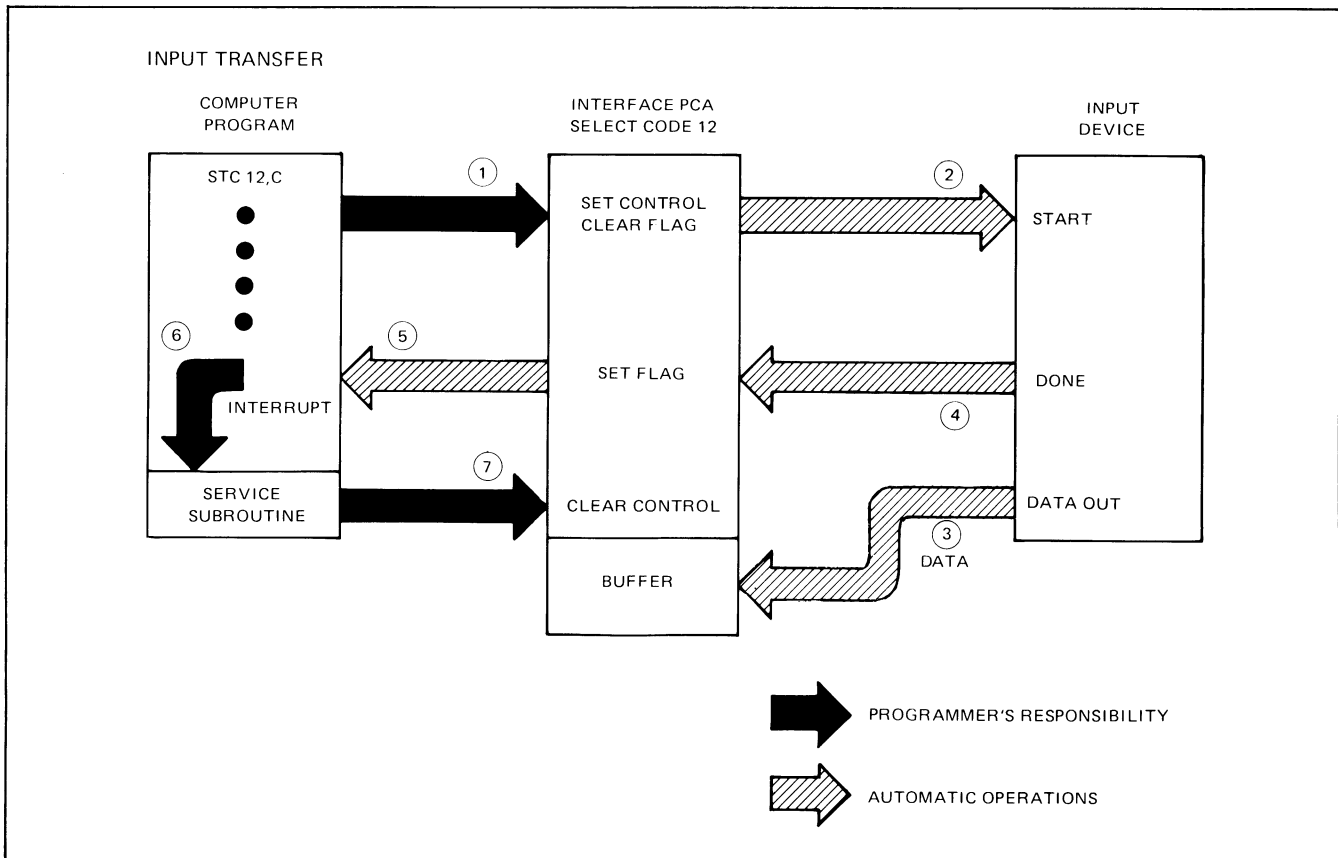 INPUT TRANSFER
COMPUTER
PROGRAM
INTERFACE PCA
SELECT CODE 12
INPUT
DEVICE
STC 12,C
1
SET CONTROL
CLEAR FLAG
2
START
6
INTERRUPT
5
SET FLAG
DONE
4
SERVICE
SUBROUTINE
7
CLEAR CONTROL
DATA OUT
3
DATA
BUFFER
PROGRAMMER'S RESPONSIBILITY
AUTOMATIC OPERATIONS